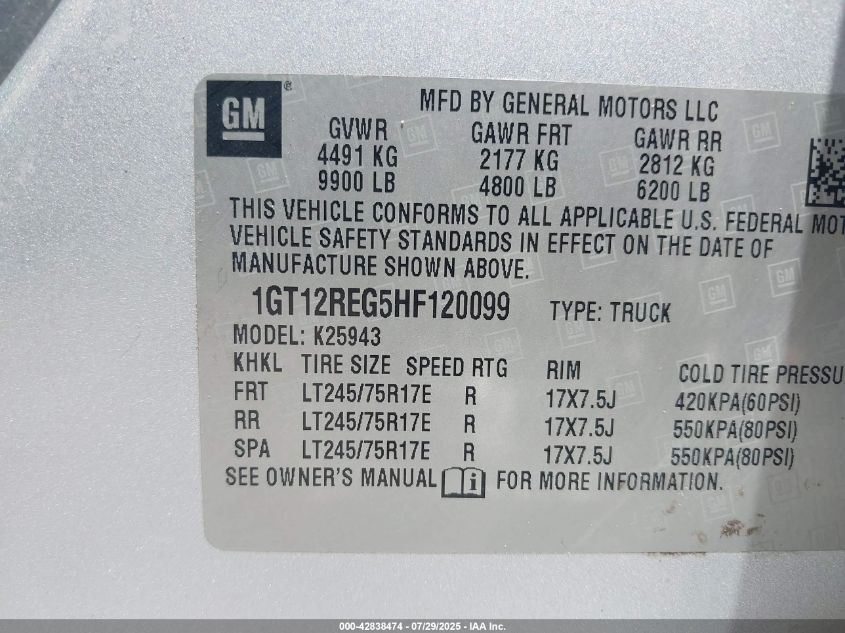 GM ®
MFD BY GENERAL MOTORS LLC
GVWR GAWR FRT GAWR RR
4491 KG 2177 KG 2812 KG
9900 LB 4800 LB 6200 LB
THIS VEHICLE CONFORMS TO ALL APPLICABLE U.S. FEDERAL MOT
VEHICLE SAFETY STANDARDS IN EFFECT ON THE DATE OF
MANUFACTURE SHOWN ABOVE.
1GT12REG5HF120099 TYPE: TRUCK
MODEL: K25943
KHKL TIRE SIZE SPEED RTG RIM COLD TIRE PRESSU
FRT LT245/75R17E R 17X7.5J 420KPA(60PSI)
RR LT245/75R17E R 17X7.5J 550KPA(80PSI)
SPA LT245/75R17E R 17X7.5J 550KPA(80PSI)
SEE OWNER'S MANUAL i FOR MORE INFORMATION.
000-42838474 - 07/29/2025 - IAA Inc.